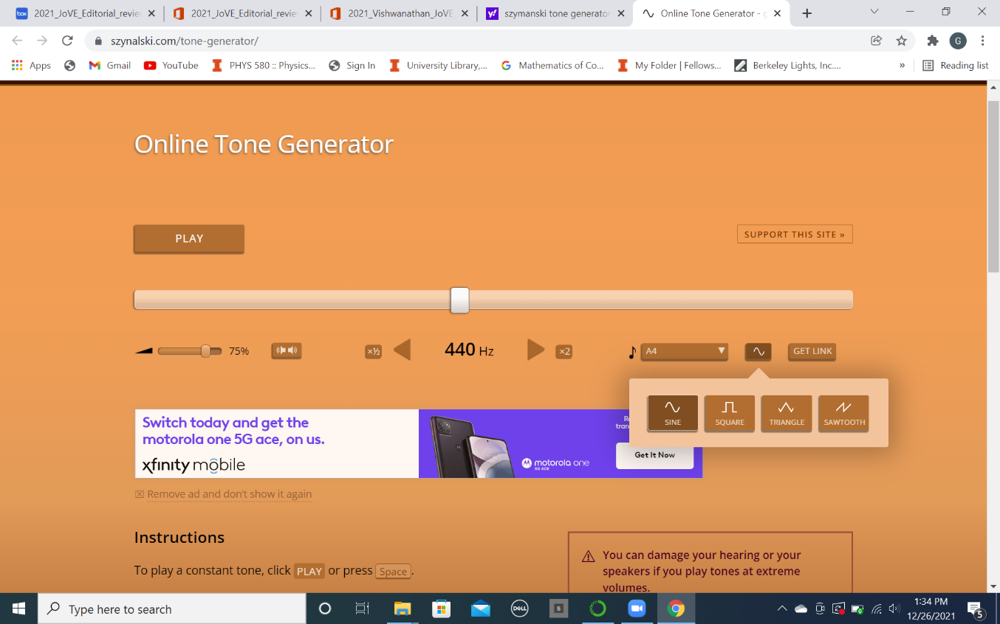 box 2021_JoVE_Editorial_revie
2021_JoVE_Editorial_revie
2021_Vishwanathan_JoVE
y! szymanski tone generator
Online Tone Generator - g
szynalski.com/tone-generator/
G
Apps
Gmail
YouTube
PHYS 580 :: Physics...
Sign In
University Library,...
Mathematics of Co...
My Folder | Fellows...
Berkeley Lights, Inc....
»
Reading list
Online Tone Generator
PLAY
SUPPORT THIS SITE »
75%
×½
440 Hz
×2
A4
GET LINK
SINE
SQUARE
TRIANGLE
SAWTOOTH
Switch today and get the
motorola one 5G ace, on us.
xfinity mobile
motorola one
5G ACE
Get It Now
Remove ad and don't show it again
Instructions
To play a constant tone, click PLAY or press Space.
You can damage your hearing or your
speakers if you play tones at extreme
volumes.
Type here to search
DELL
S
1:34 PM
12/26/2021
5